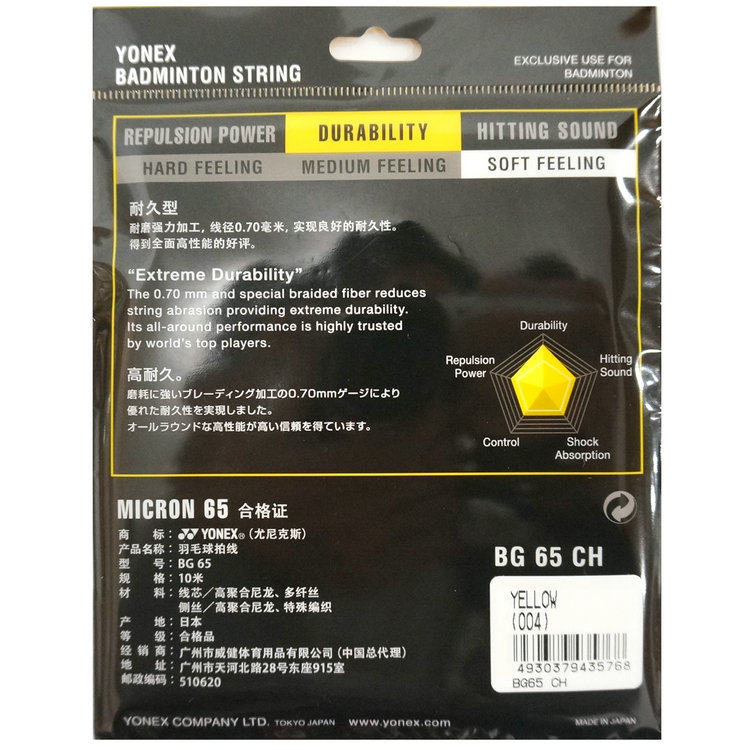 YONEX
BADMINTON STRING
EXCLUSIVE USE FOR
BADMINTON
REPULSION POWER
DURABILITY
HITTING SOUND
HARD FEELING
MEDIUM FEELING
SOFT FEELING
耐久型
耐磨强力加工，线径0.70毫米，实现良好的耐久性。
得到全面高性能的好评。
“Extreme Durability”
The 0.70 mm and special braided fiber reduces
string abrasion providing extreme durability.
Its all-around performance is highly trusted
by world's top players.
高耐久。
磨耗に強いブレーディング加工の0.70mmゲージにより
優れた耐久性を実現しました。
オールラウンドな高性能が高い信頼を得ています。
Durability
Repulsion
Power
Hitting
Sound
Control
Shock
Absorption
MICRON 65 合格证
商 标：YONEX®(尤尼克斯)
产品名称：羽毛球拍线
型 号：BG 65
规 格：10米
材 料：线芯／高聚合尼龙、多纤丝
侧丝／高聚合尼龙、特殊编织
产 地：日本
等 级：合格品
经 销 商：广州市威健体育用品有限公司（中国总代理）
地 址：广州市天河北路28号东座915室
邮政编码：510620
BG 65 CH
YELLOW
(004)
4930379435768
BG65 CH
YONEX COMPANY LTD. TOKYO JAPAN
www.yonex.com
MADE IN JAPAN